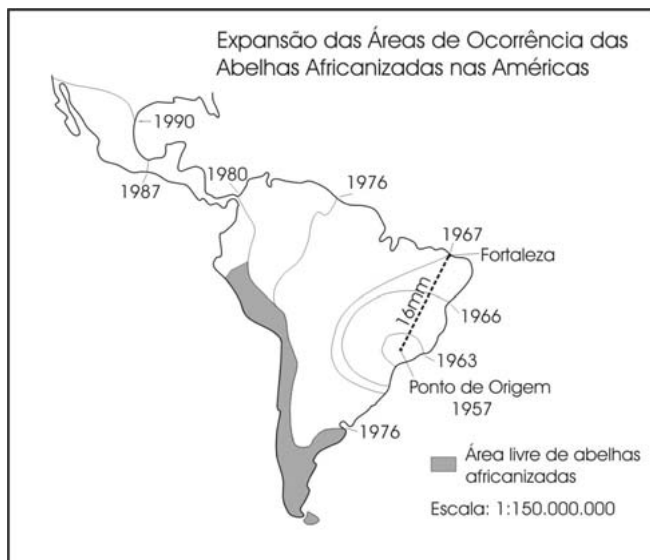 Expansão das Áreas de Ocorrência das
Abelhas Africanizadas nas Américas
1990
1987
1980
1976
1967
Fortaleza
16mm
1966
1963
Ponto de Origem
1957
1976
Área livre de abelhas
africanizadas
Escala: 1:150.000.000